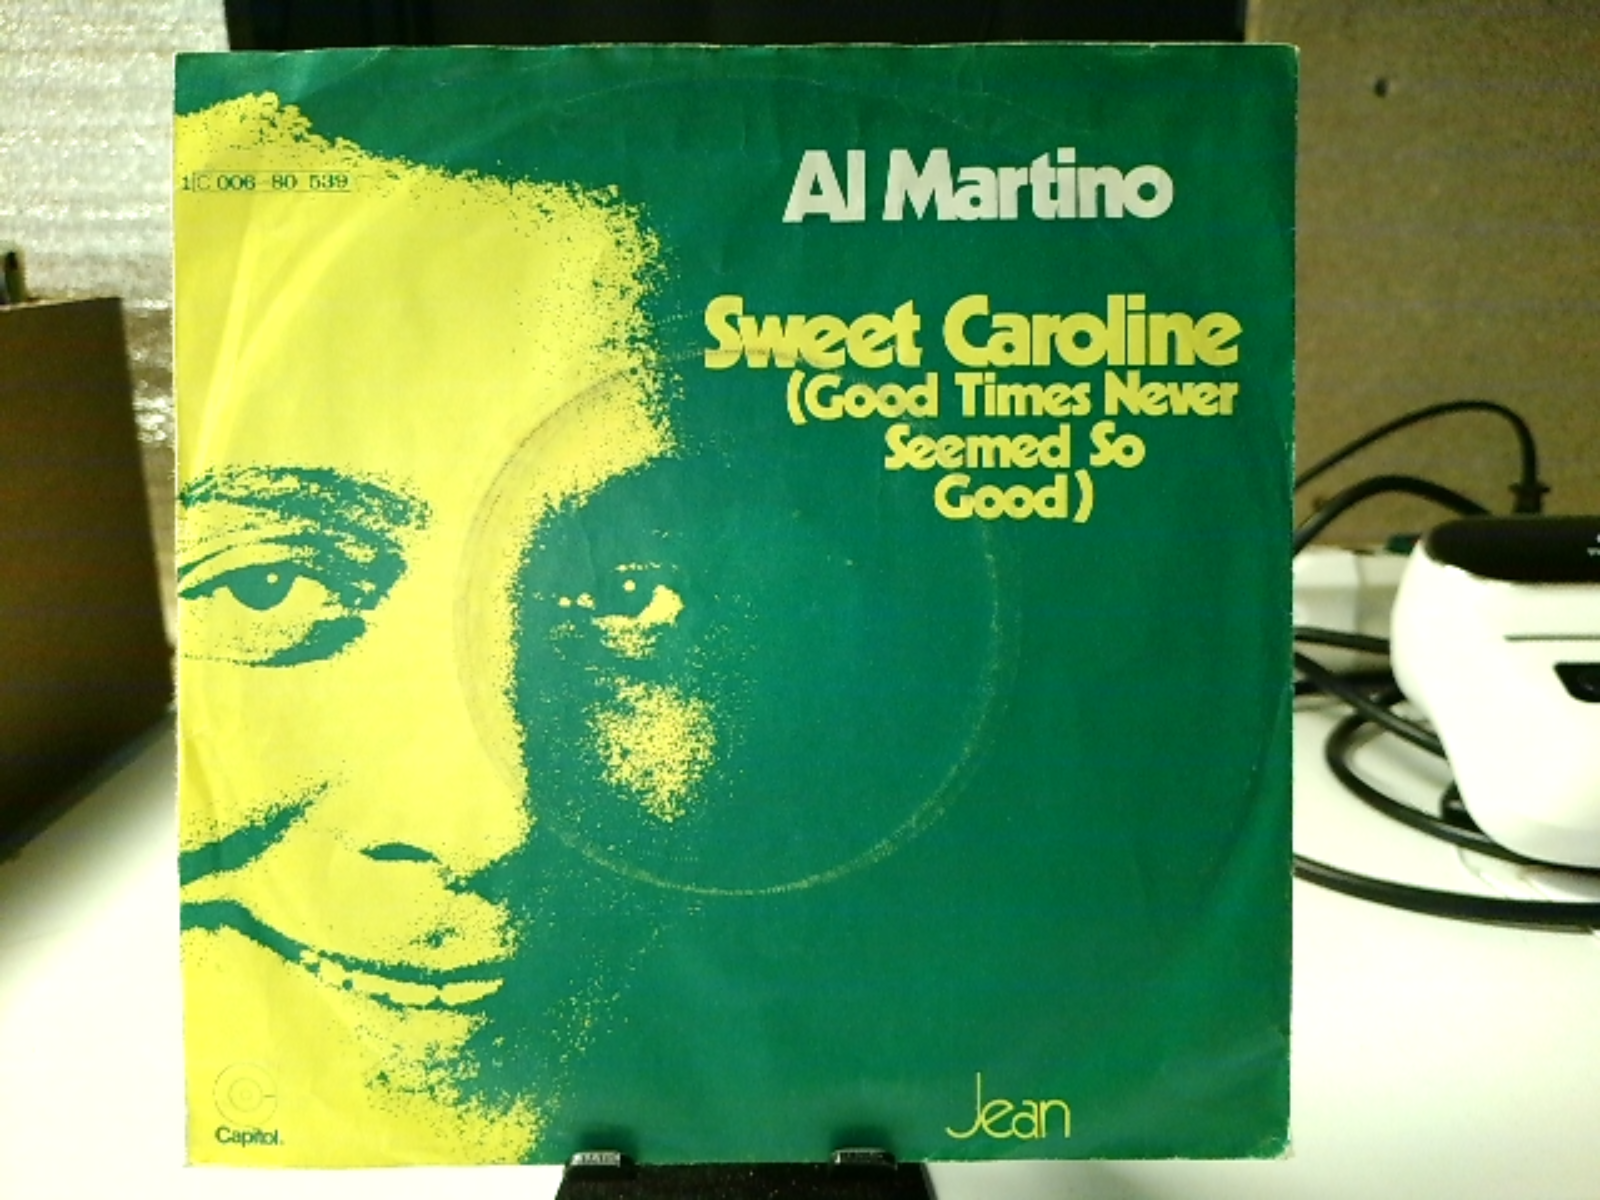 1C 006-80 539
Al Martino
Sweet Caroline
(Good Times Never
Seemed So
Good)
Capitol
Jean